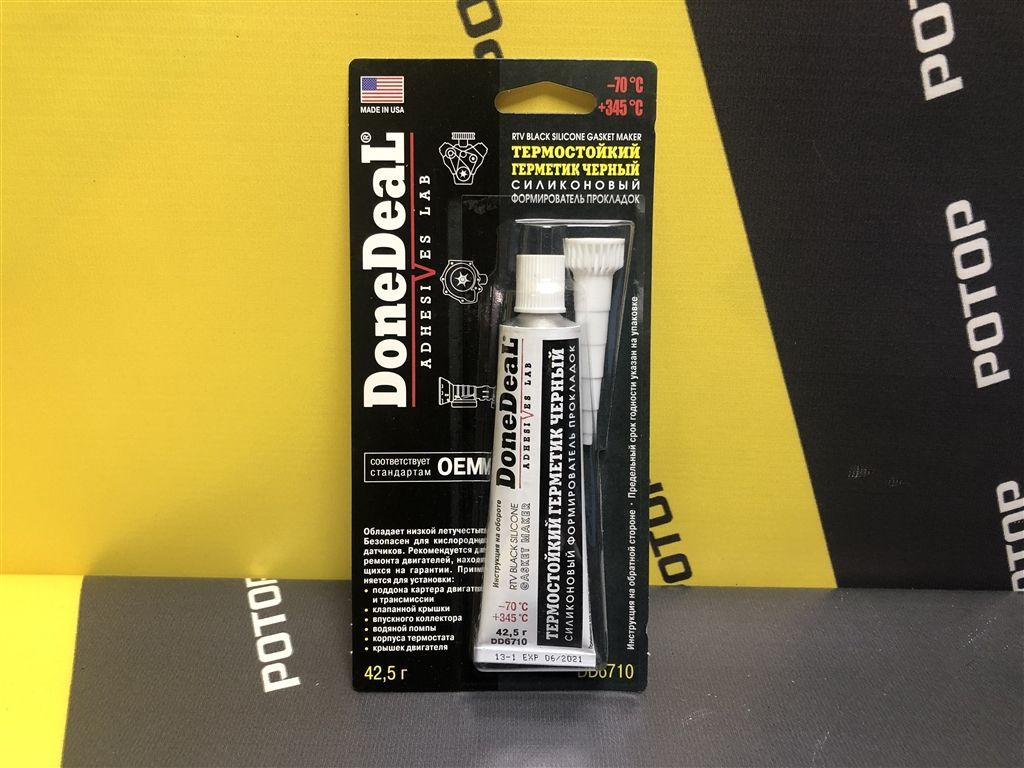 MADE IN USA
–70 °C
+345 °C
RTV BLACK SILICONE GASKET MAKER
ТЕРМОСТОЙКИЙ
ГЕРМЕТИК ЧЕРНЫЙ
СИЛИКОНОВЫЙ
ФОРМИРОВАТЕЛЬ ПРОКЛАДОК
DoneDeaL®
ADHESIVES LAB
соответствует
стандартам
OEM
Обладает низкой летучестью
Безопасен для кислородных
датчиков. Рекомендуется для
ремонта двигателей, находя
щихся на гарантии. Приме
няется для установки:
• поддона картера двигателя
и трансмиссии
• клапанной крышки
• впускного коллектора
• водяной помпы
• корпуса термостата
• крышек двигателя
42,5 г
DoneDeaL®
ADHESIVES LAB
Инструкция на обороте
RTV BLACK SILICONE
GASKET MAKER
ТЕРМОСТОЙКИЙ ГЕРМЕТИК ЧЕРНЫЙ
СИЛИКОНОВЫЙ ФОРМИРОВАТЕЛЬ ПРОКЛАДОК
–70 °C
+345 °C
42,5 г
DD6710
13-1 EXP 06/2021
DD6710
Инструкция на обратной стороне · Предельный срок годности указан на упаковке
РОТОР
РОТОР
РОТОР
РОТОР
РОТОР